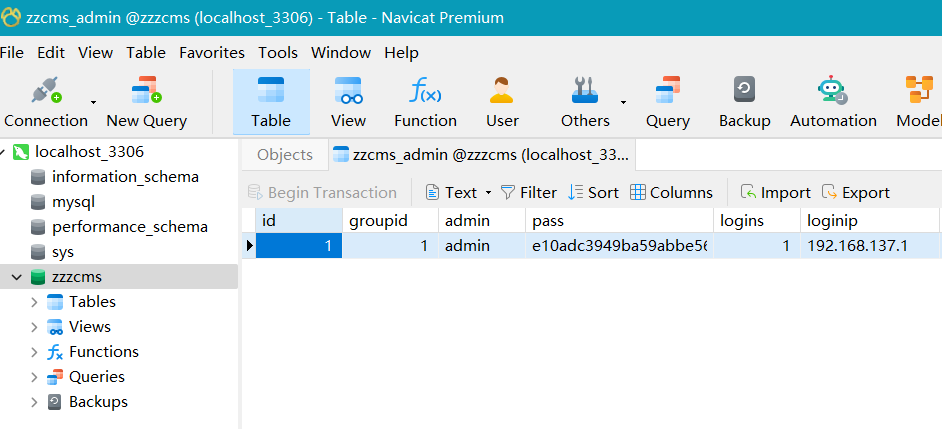 zzcms_admin @zzzcms (localhost_3306) - Table - Navicat Premium
File Edit View Table Favorites Tools Window Help
Connection New Query Table View Function User Others Query Backup Automation Model
localhost_3306
information_schema
mysql
performance_schema
sys
zzzcms
Tables
Views
Functions
Queries
Backups
Objects zzcms_admin @zzzcms (localhost_33...
Begin Transaction Text Filter Sort Columns Import Export
id groupid admin pass logins loginip
1 1 admin e10adc3949ba59abbe56 1 192.168.137.1